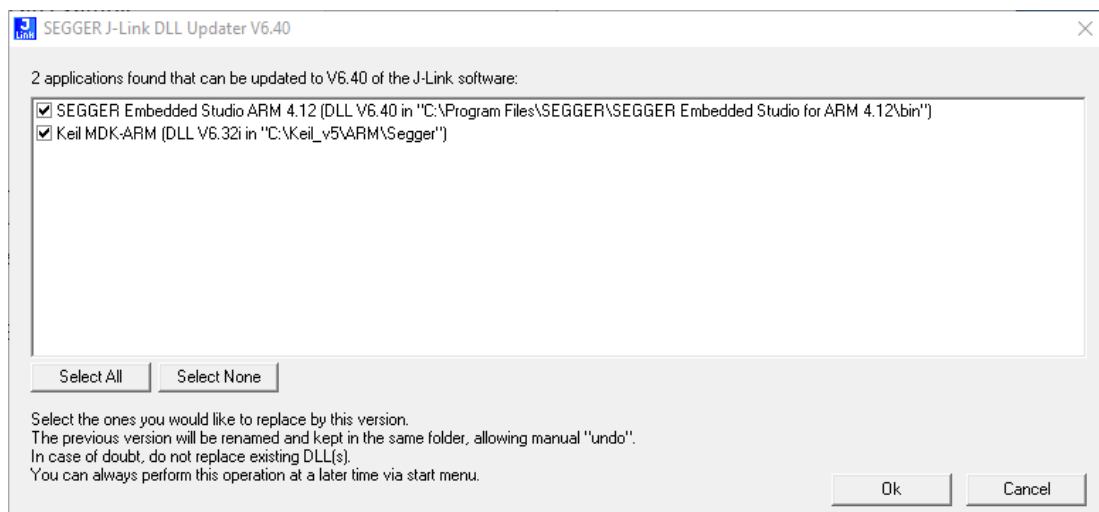 J
Link
SEGGER J-Link DLL Updater V6.40
2 applications found that can be updated to V6.40 of the J-Link software:
SEGGER Embedded Studio ARM 4.12 (DLL V6.40 in "C:\Program Files\SEGGER\SEGGER Embedded Studio for ARM 4.12\bin")
Keil MDK-ARM (DLL V6.32i in "C:\Keil_v5\ARM\Segger")
Select All
Select None
Select the ones you would like to replace by this version.
The previous version will be renamed and kept in the same folder, allowing manual "undo".
In case of doubt, do not replace existing DLL(s).
You can always perform this operation at a later time via start menu.
Ok
Cancel